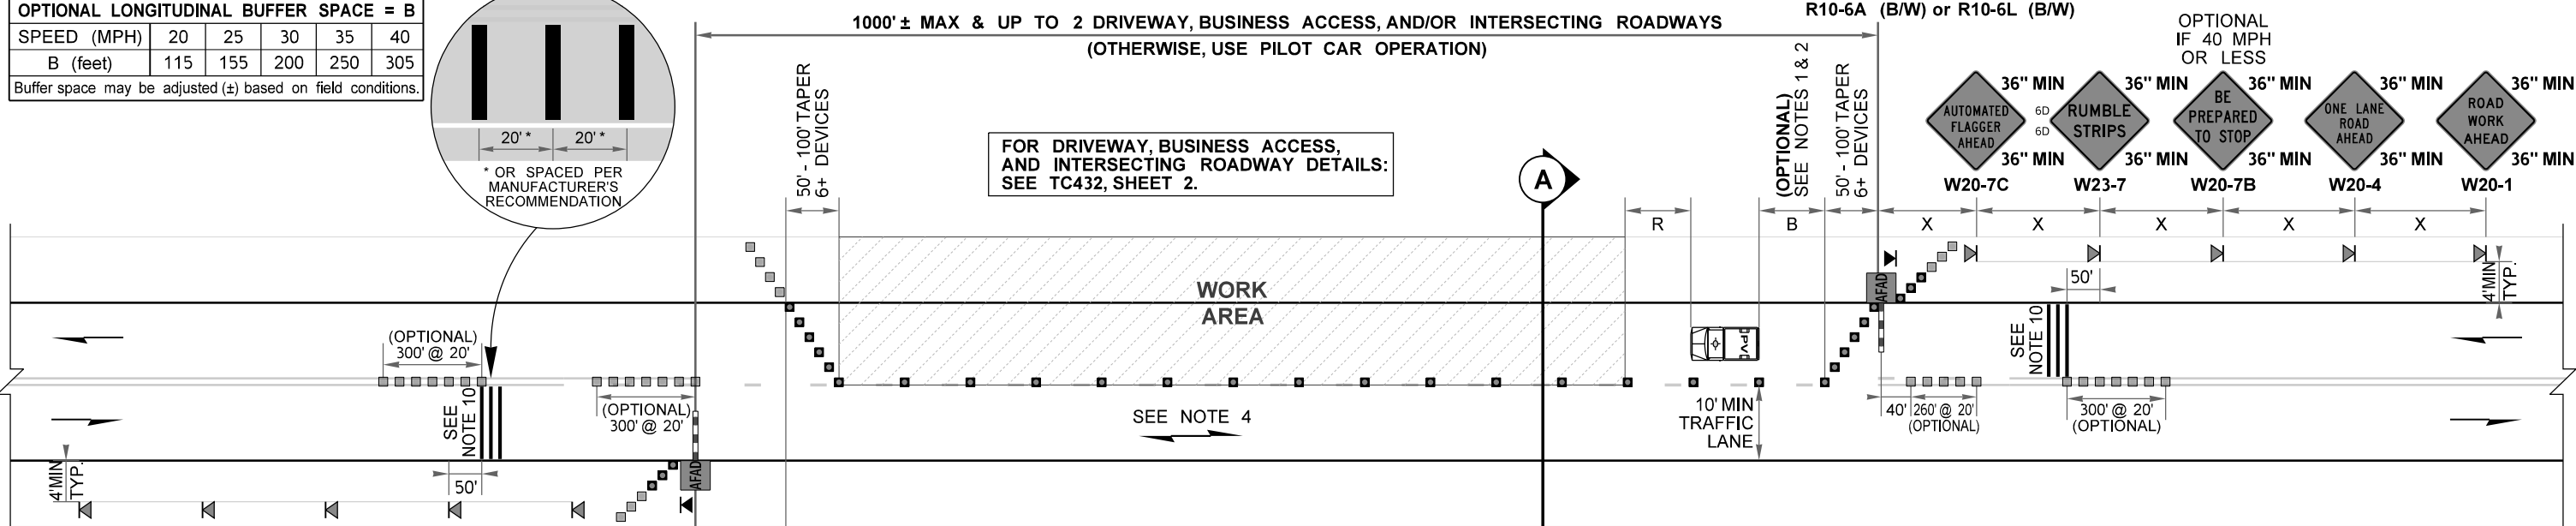 OPTIONAL LONGITUDINAL BUFFER SPACE = B
SPEED (MPH) 20 25 30 35 40
B (feet) 115 155 200 250 305
Buffer space may be adjusted (±) based on field conditions.
20' * 20' *
* OR SPACED PER
MANUFACTURER'S
RECOMMENDATION
1000' ± MAX & UP TO 2 DRIVEWAY, BUSINESS ACCESS, AND/OR INTERSECTING ROADWAYS
(OTHERWISE, USE PILOT CAR OPERATION)
50' - 100' TAPER
6+ DEVICES
FOR DRIVEWAY, BUSINESS ACCESS,
AND INTERSECTING ROADWAY DETAILS:
SEE TC432, SHEET 2.
A
(OPTIONAL)
SEE NOTES 1 & 2
50' - 100' TAPER
6+ DEVICES
R10-6A (B/W) or R10-6L (B/W)
OPTIONAL
IF 40 MPH
OR LESS
36" MIN
36" MIN
36" MIN
36" MIN
36" MIN
AUTOMATED
FLAGGER
AHEAD
6D
6D
RUMBLE
STRIPS
BE
PREPARED
TO STOP
ONE LANE
ROAD
AHEAD
ROAD
WORK
AHEAD
36" MIN
36" MIN
36" MIN
36" MIN
36" MIN
W20-7C
W23-7
W20-7B
W20-4
W20-1
R
B
X
X
X
X
X
WORK
AREA
AFAD
50'
4'MIN
TYP.
(OPTIONAL)
300' @ 20'
SEE
NOTE 10
(OPTIONAL)
300' @ 20'
PV
SEE
NOTE 10
SEE NOTE 4
10' MIN
TRAFFIC
LANE
40'
260' @ 20'
(OPTIONAL)
300' @ 20'
(OPTIONAL)
4'MIN
TYP.
50'
AFAD